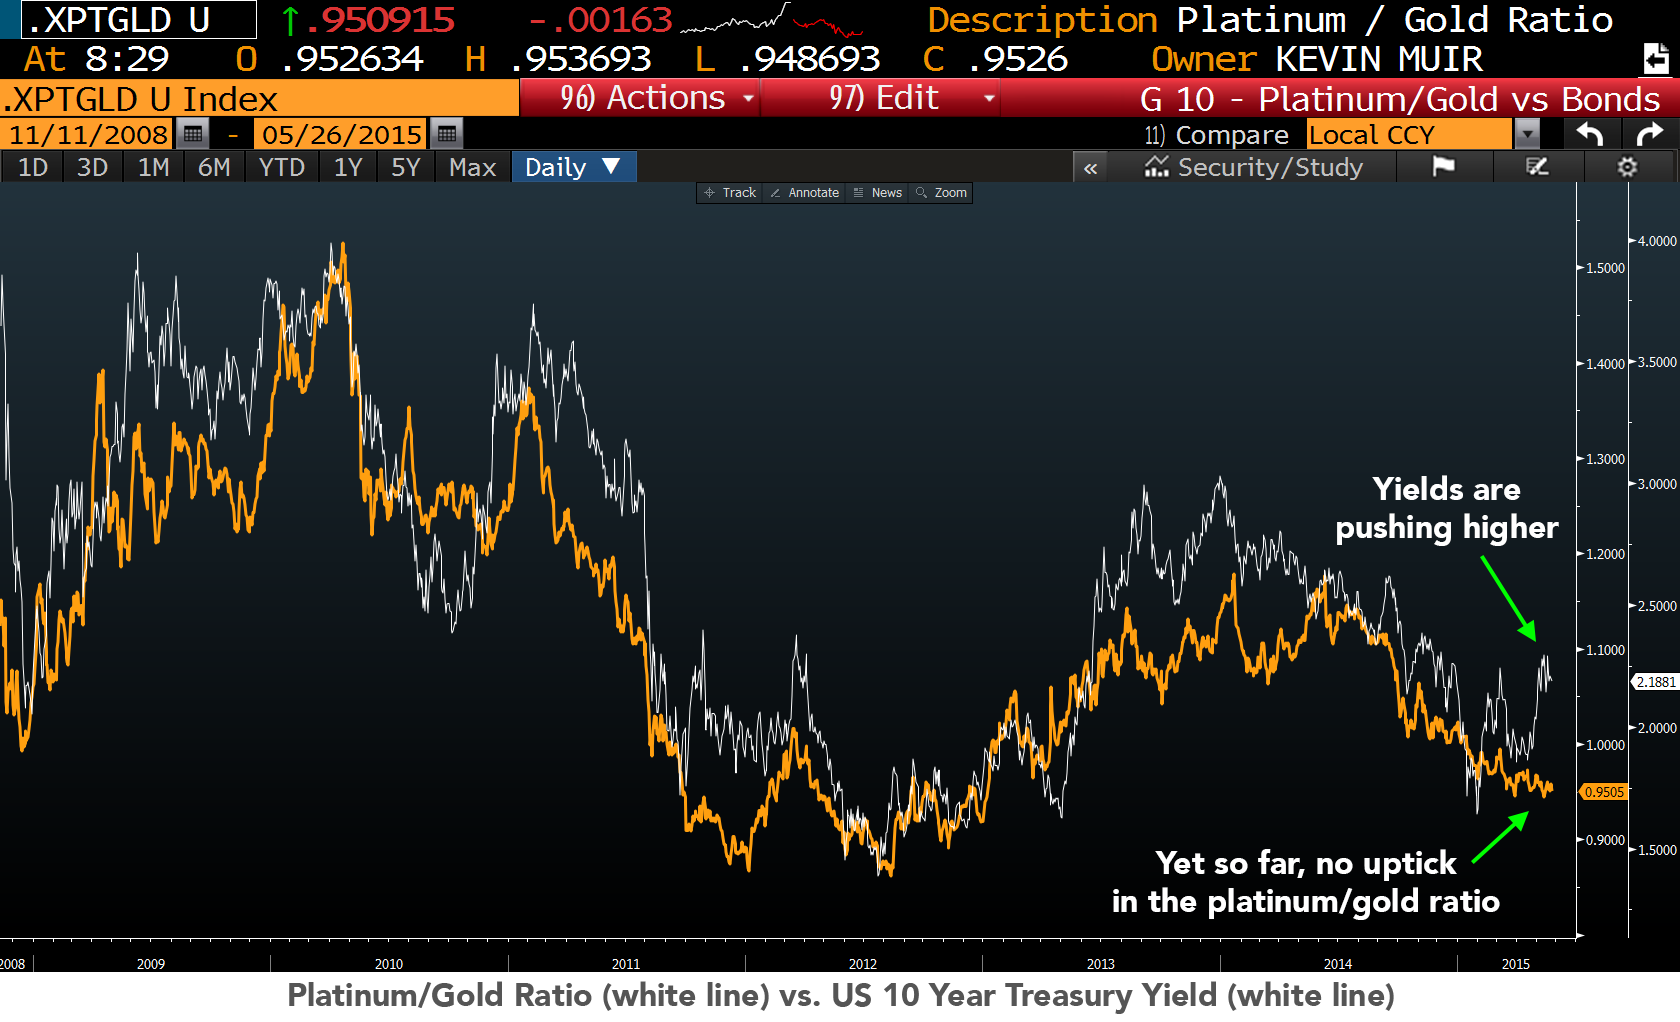 .XPTGLD U ↑.950915 -.00163 Description Platinum / Gold Ratio
At 8:29 O .952634 H .953693 L .948693 C .9526 Owner KEVIN MUIR
.XPTGLD U Index 96) Actions 97) Edit G 10 - Platinum/Gold vs Bonds
11/11/2008 - 05/26/2015 11) Compare Local CCY
1D 3D 1M 6M YTD 1Y 5Y Max Daily ▼ « Security/Study
Track Annotate News Zoom
4.0000
1.5000
1.4000
3.5000
1.3000
3.0000
Yields are
pushing higher
1.2000
2.5000
1.1000
2.1881
2.0000
1.0000
0.9505
0.9000
1.5000
Yet so far, no uptick
in the platinum/gold ratio
2008 2009 2010 2011 2012 2013 2014 2015
Platinum/Gold Ratio (white line) vs. US 10 Year Treasury Yield (white line)